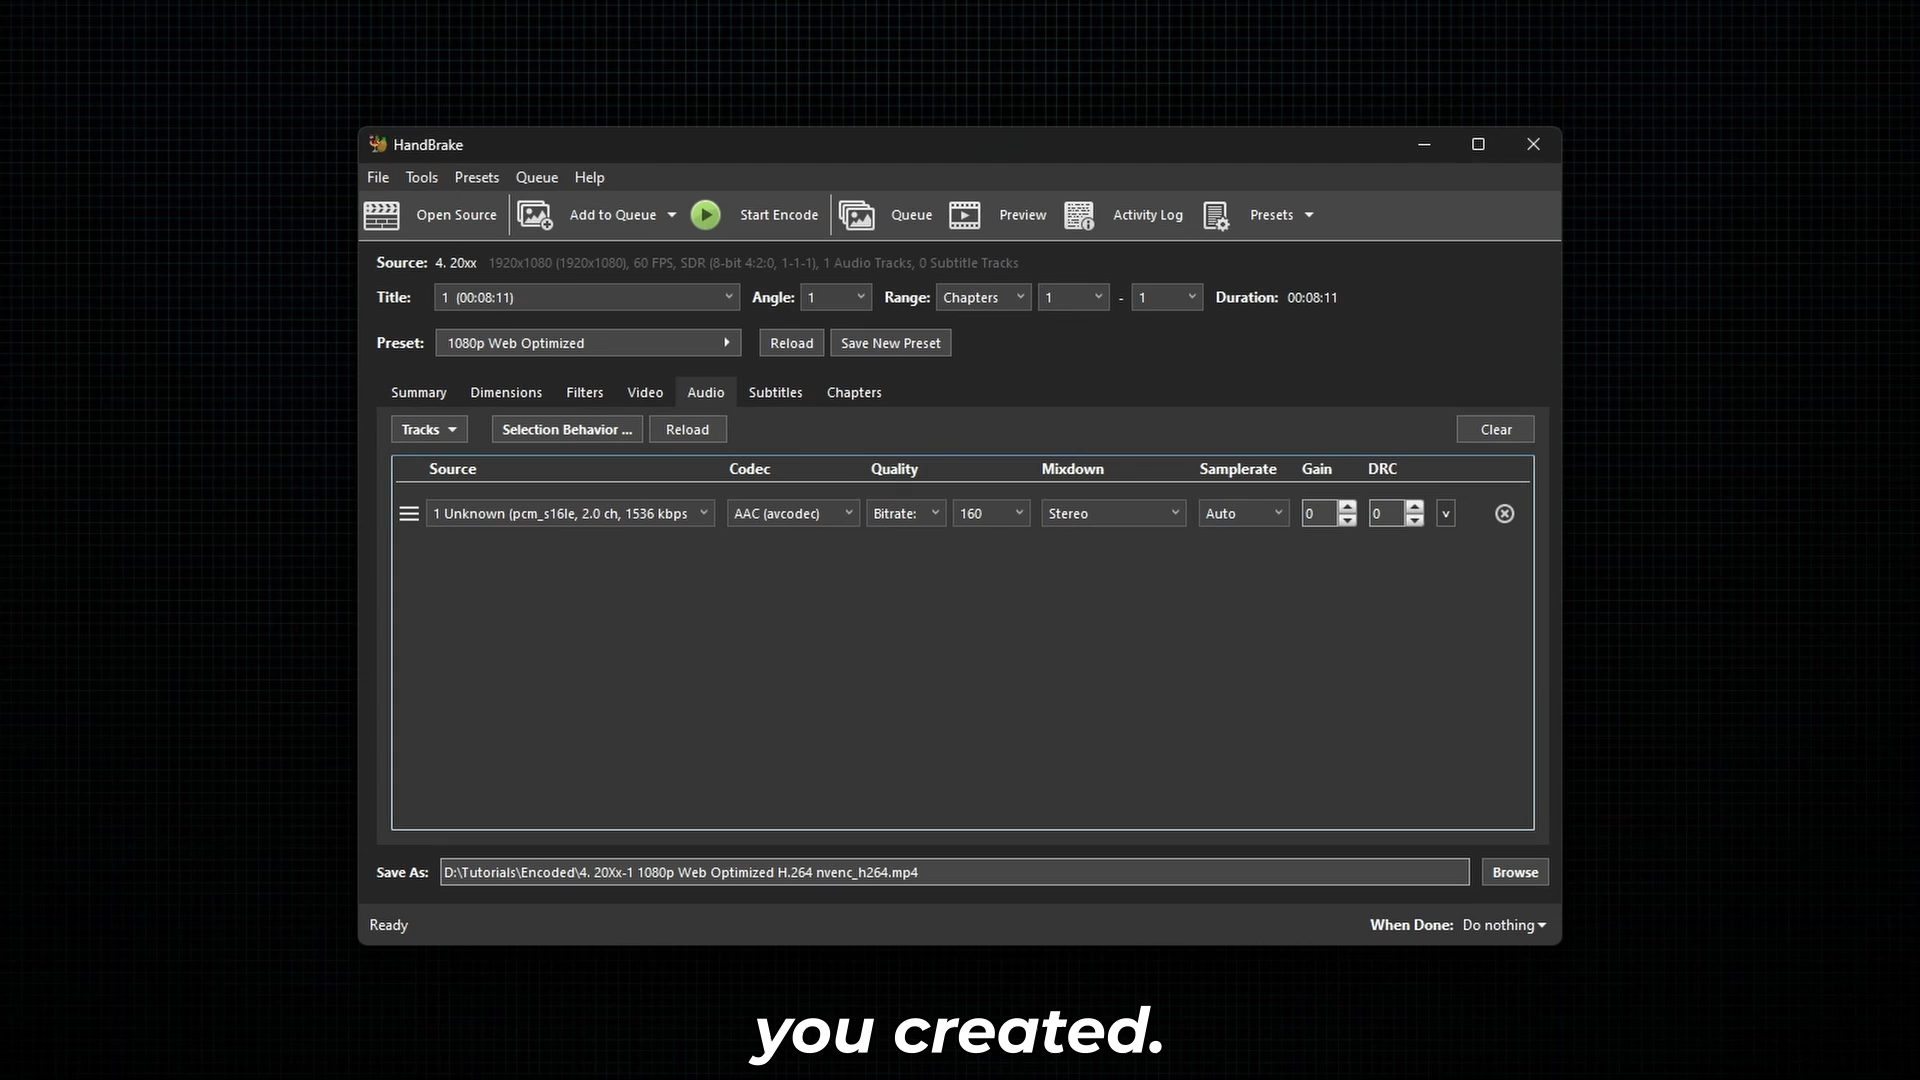 HandBrake
File Tools Presets Queue Help
Open Source Add to Queue Start Encode Queue Preview Activity Log Presets
Source: 4. 20xx 1920x1080 (1920x1080), 60 FPS, SDR (8-bit 4:2:0, 1-1-1), 1 Audio Tracks, 0 Subtitle Tracks
Title: 1 (00:08:11) Angle: 1 Range: Chapters 1 - 1 Duration: 00:08:11
Preset: 1080p Web Optimized Reload Save New Preset
Summary Dimensions Filters Video Audio Subtitles Chapters
Tracks Selection Behavior ... Reload Clear
Source Codec Quality Mixdown Samplerate Gain DRC
1 Unknown (pcm_s16le, 2.0 ch, 1536 kbps AAC (avcodec) Bitrate: 160 Stereo Auto 0 0 v
Save As: D:\Tutorials\Encoded\4. 20Xx-1 1080p Web Optimized H.264 nvenc_h264.mp4 Browse
Ready When Done: Do nothing
you created.